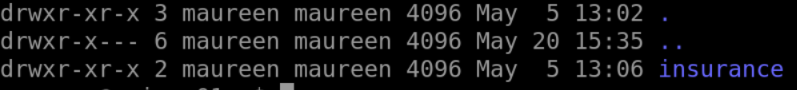 drwxr-xr-x 3 maureen maureen 4096 May  5 13:02 .
drwxr-x--- 6 maureen maureen 4096 May 20 15:35 ..
drwxr-xr-x 2 maureen maureen 4096 May  5 13:06 insurance